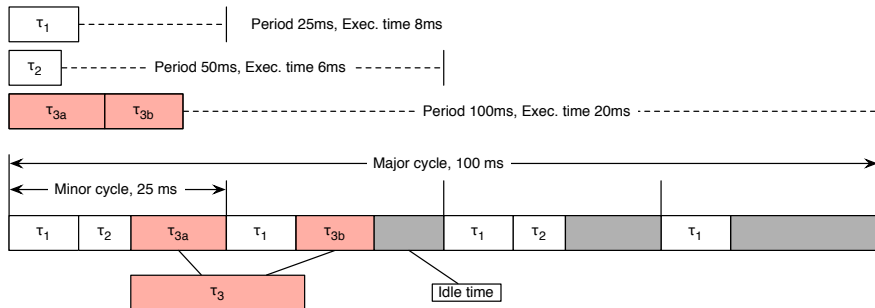 τ1 Period 25ms, Exec. time 8ms
τ2 Period 50ms, Exec. time 6ms
τ3a τ3b Period 100ms, Exec. time 20ms
Major cycle, 100 ms
Minor cycle, 25 ms
τ1 τ2 τ3a τ1 τ3b τ1 τ2 τ1
τ3 Idle time